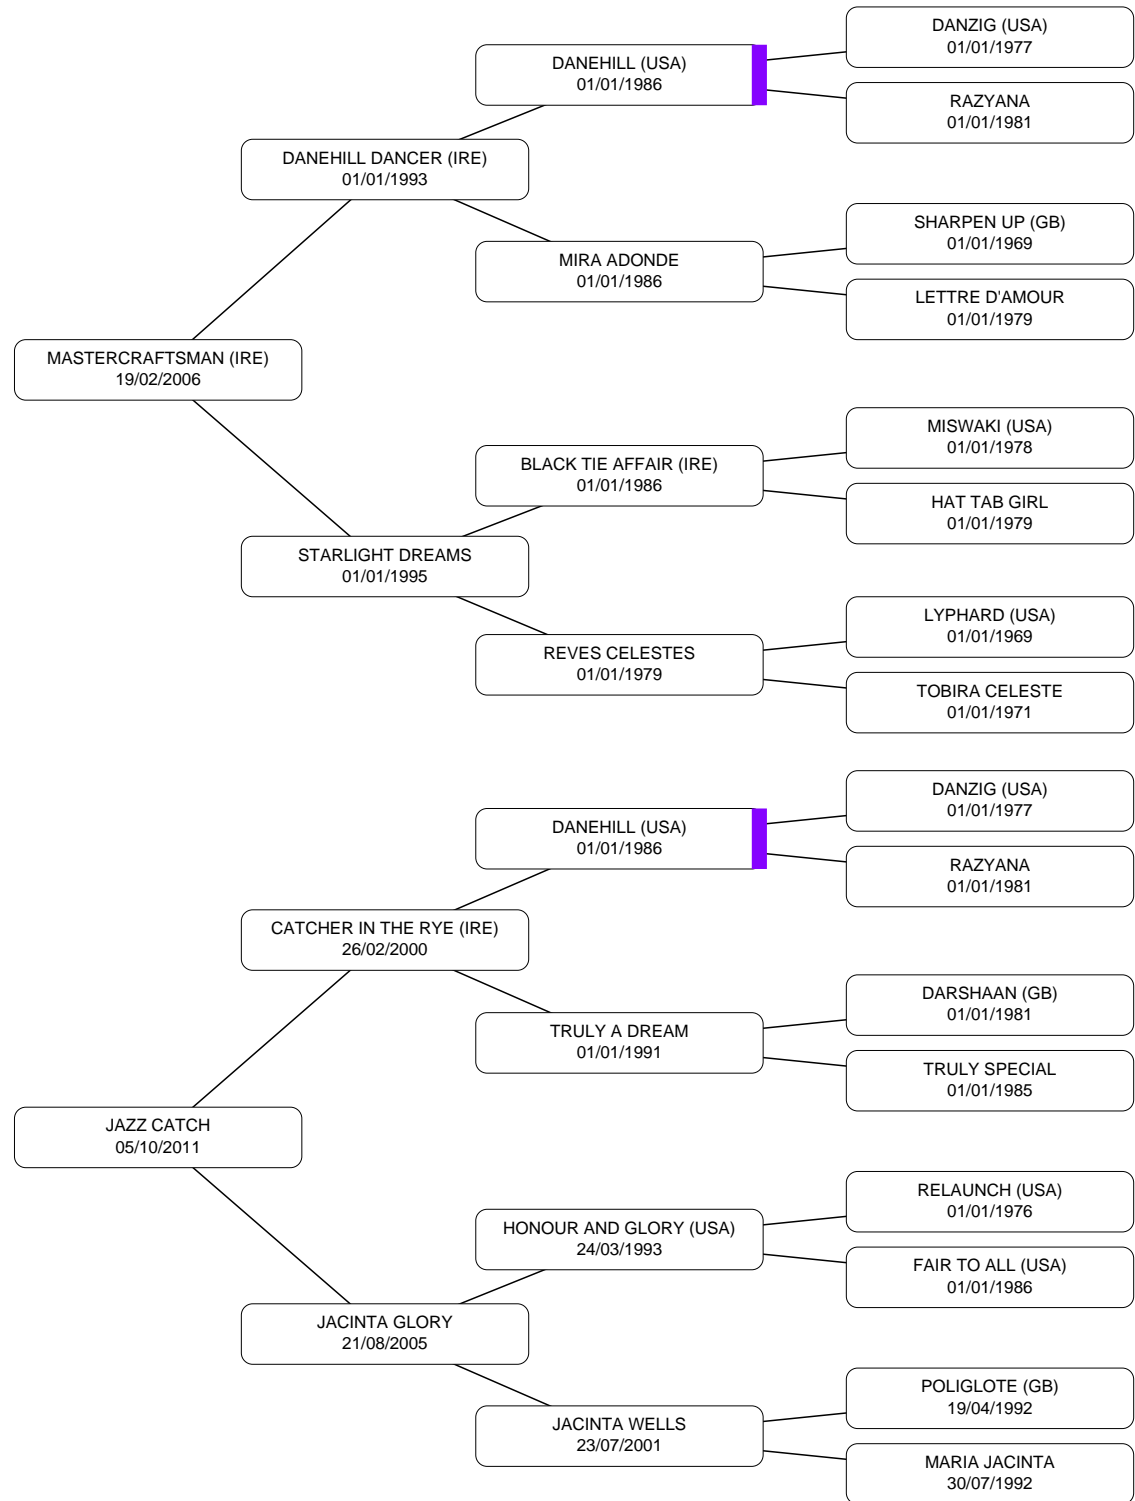 DANZIG (USA)
01/01/1977
DANEHILL (USA)
01/01/1986
RAZYANA
01/01/1981
DANEHILL DANCER (IRE)
01/01/1993
SHARPEN UP (GB)
01/01/1969
MIRA ADONDE
01/01/1986
LETTRE D'AMOUR
01/01/1979
MASTERCRAFTSMAN (IRE)
19/02/2006
MISWAKI (USA)
01/01/1978
BLACK TIE AFFAIR (IRE)
01/01/1986
HAT TAB GIRL
01/01/1979
STARLIGHT DREAMS
01/01/1995
LYPHARD (USA)
01/01/1969
REVES CELESTES
01/01/1979
TOBIRA CELESTE
01/01/1971
DANZIG (USA)
01/01/1977
DANEHILL (USA)
01/01/1986
RAZYANA
01/01/1981
CATCHER IN THE RYE (IRE)
26/02/2000
DARSHAAN (GB)
01/01/1981
TRULY A DREAM
01/01/1991
TRULY SPECIAL
01/01/1985
JAZZ CATCH
05/10/2011
RELAUNCH (USA)
01/01/1976
HONOUR AND GLORY (USA)
24/03/1993
FAIR TO ALL (USA)
01/01/1986
JACINTA GLORY
21/08/2005
POLIGLOTE (GB)
19/04/1992
JACINTA WELLS
23/07/2001
MARIA JACINTA
30/07/1992